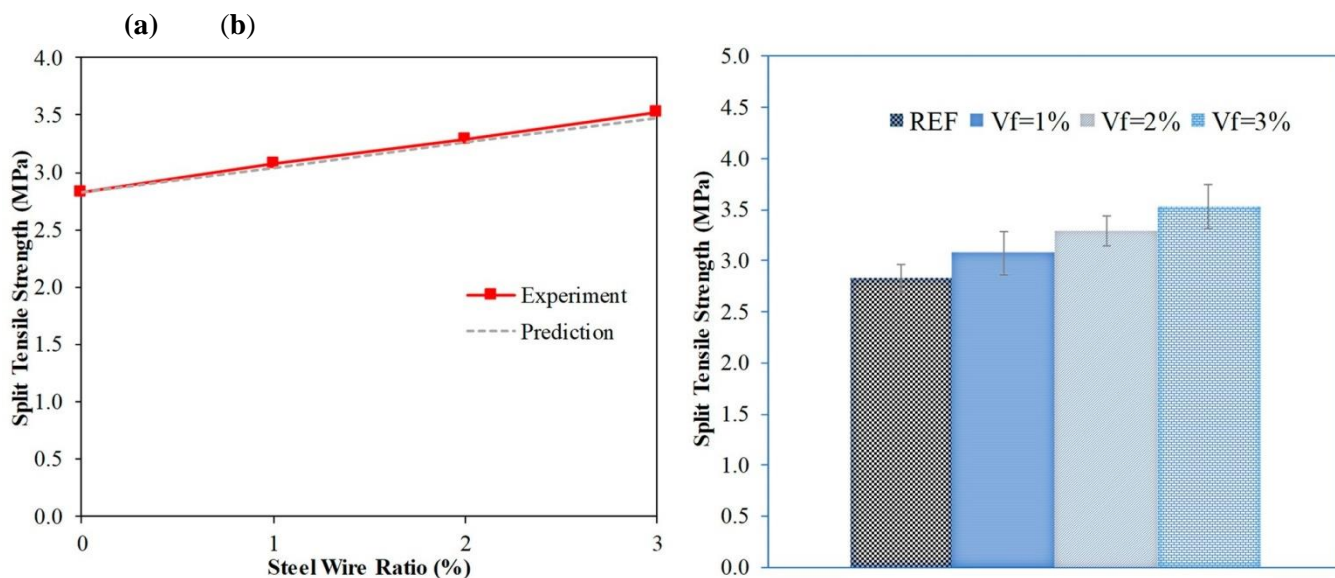 (a) (b)
4.0
3.5
3.0
2.5
2.0
1.5
1.0
0.5
0.0
Split Tensile Strength (MPa)
Experiment
Prediction
0 1 2 3
Steel Wire Ratio (%)
5.0
4.5
4.0
3.5
3.0
2.5
2.0
1.5
1.0
0.5
0.0
Split Tensile Strength (MPa)
REF Vf=1% Vf=2% Vf=3%